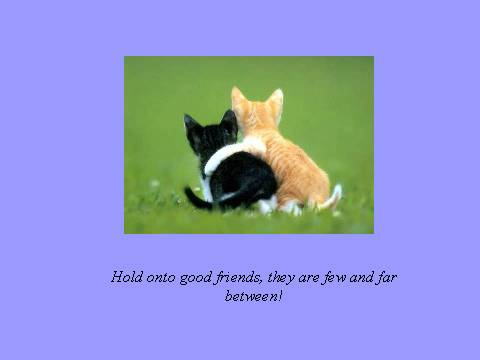 Hold onto good friends, they are few and far
between!